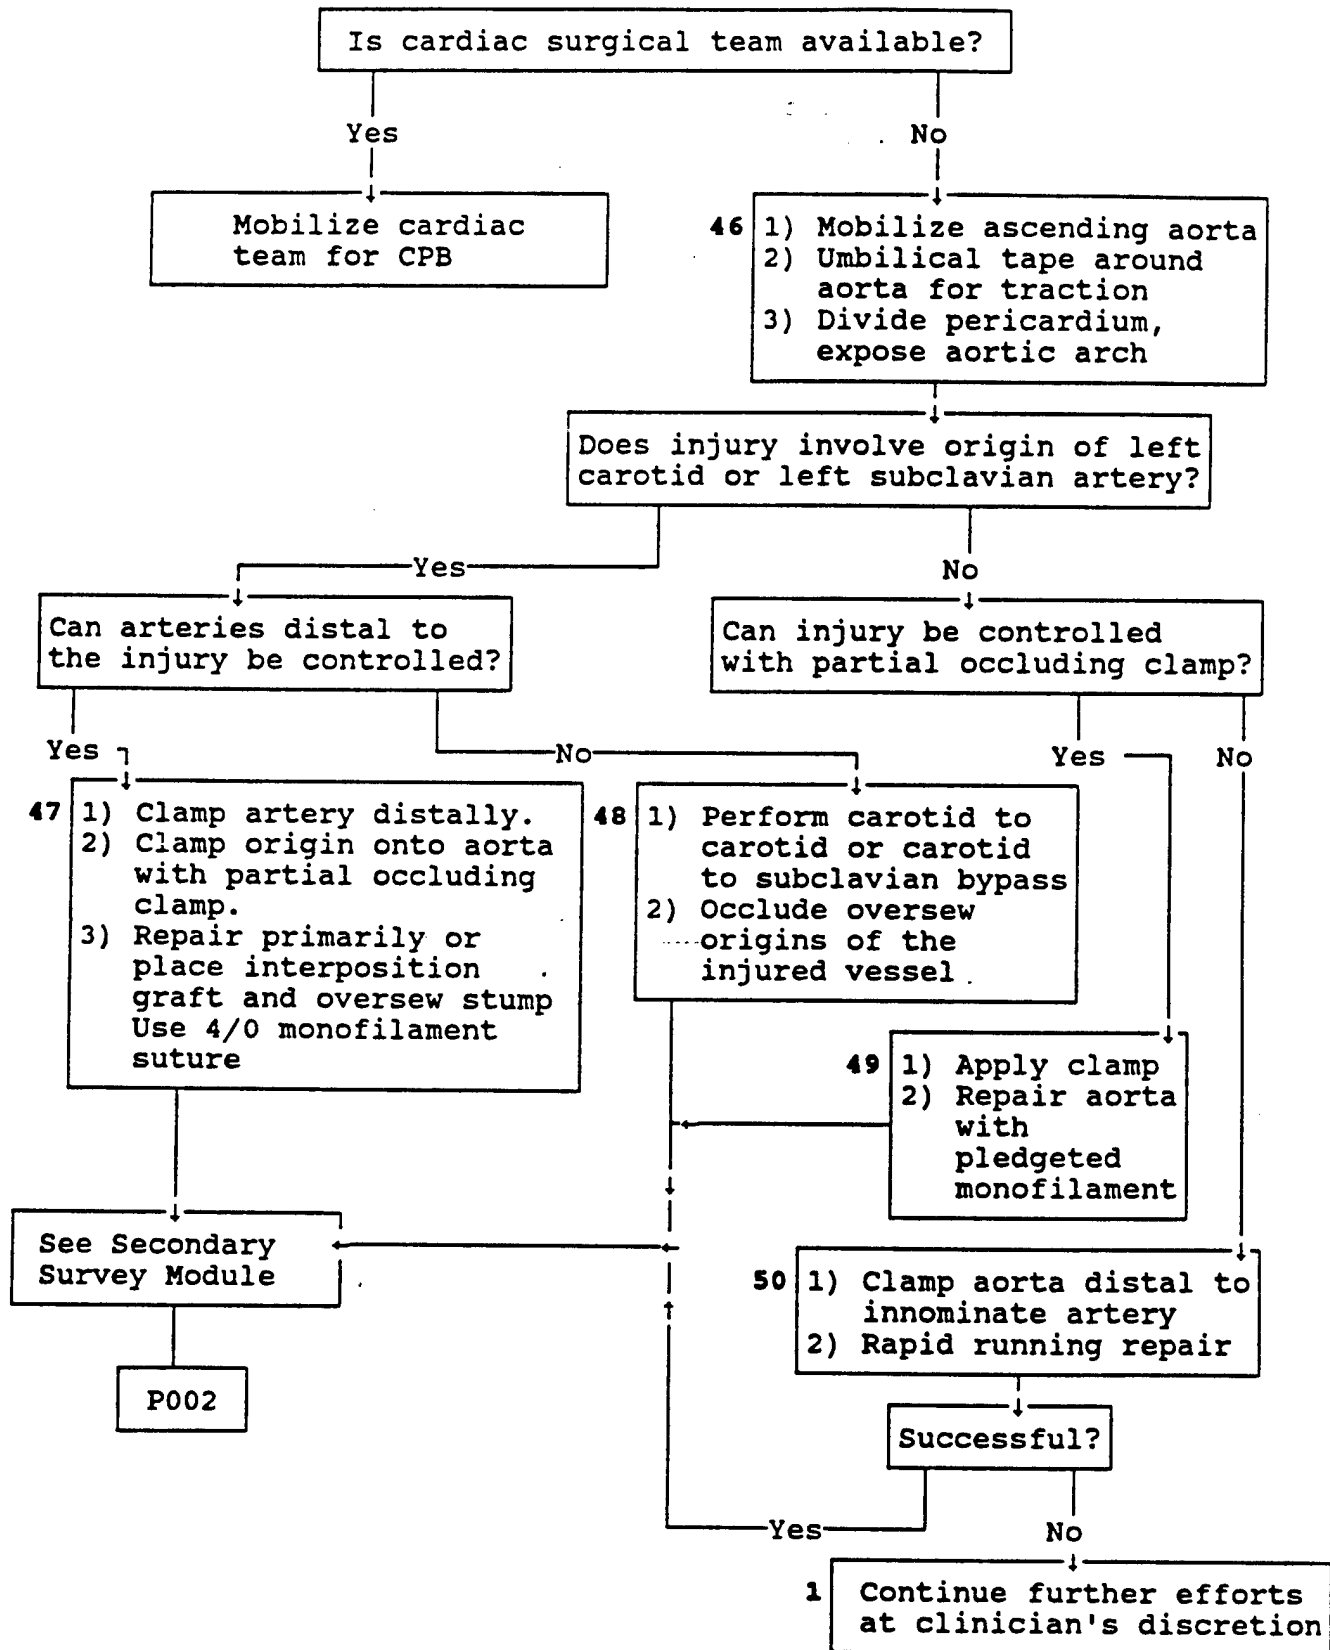 Is cardiac surgical team available?
Yes
No
Mobilize cardiac
team for CPB
46
1) Mobilize ascending aorta
2) Umbilical tape around
aorta for traction
3) Divide pericardium,
expose aortic arch
Does injury involve origin of left
carotid or left subclavian artery?
Yes
No
Can arteries distal to
the injury be controlled?
Can injury be controlled
with partial occluding clamp?
Yes
No
Yes
No
47
1) Clamp artery distally.
2) Clamp origin onto aorta
with partial occluding
clamp.
3) Repair primarily or
place interposition
graft and oversew stump
Use 4/0 monofilament
suture
48
1) Perform carotid to
carotid or carotid
to subclavian bypass
2) Occlude oversew
origins of the
injured vessel
49
1) Apply clamp
2) Repair aorta
with
pledgeted
monofilament
See Secondary
Survey Module
50
1) Clamp aorta distal to
innominate artery
2) Rapid running repair
P002
Successful?
Yes
No
1
Continue further efforts
at clinician's discretion